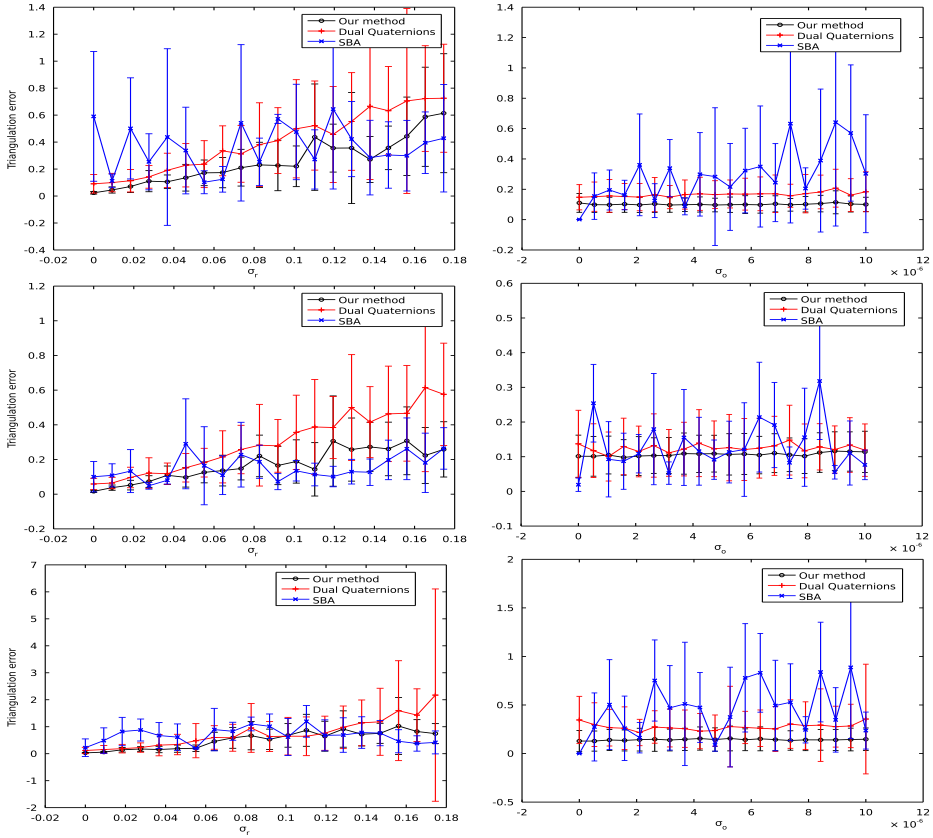 1.4
1.2
1
0.8
0.6
0.4
0.2
0
-0.2
-0.4
Triangulation error
Our method
Dual Quaternions
SBA
-0.02 0 0.02 0.04 0.06 0.08 0.1 0.12 0.14 0.16 0.18
σr
1.4
1.2
1
0.8
0.6
0.4
0.2
0
-0.2
Our method
Dual Quaternions
SBA
-2 0 2 4 6 8 10 12
σo
× 10^-6
1.2
1
0.8
0.6
0.4
0.2
0
-0.2
Triangulation error
Our method
Dual Quaternions
SBA
-0.02 0 0.02 0.04 0.06 0.08 0.1 0.12 0.14 0.16 0.18
σr
0.6
0.5
0.4
0.3
0.2
0.1
0
-0.1
Our method
Dual Quaternions
SBA
-2 0 2 4 6 8 10 12
σo
× 10^-6
7
6
5
4
3
2
1
0
-1
-2
Triangulation error
Our method
Dual Quaternions
SBA
-0.02 0 0.02 0.04 0.06 0.08 0.1 0.12 0.14 0.16 0.18
σr
2
1.5
1
0.5
0
-0.5
Our method
Dual Quaternions
SBA
-2 0 2 4 6 8 10 12
σo
× 10^-6